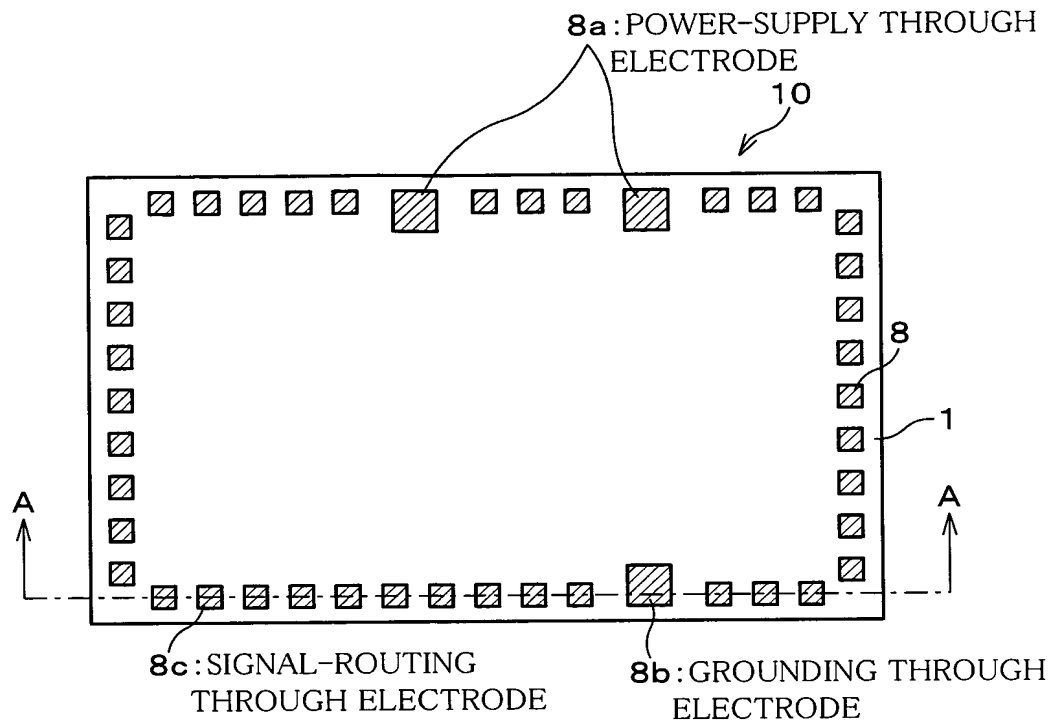 8a:POWER-SUPPLY THROUGH
ELECTRODE
10
8
1
A
A
8c:SIGNAL-ROUTING
THROUGH ELECTRODE
8b:GROUNDING THROUGH
ELECTRODE